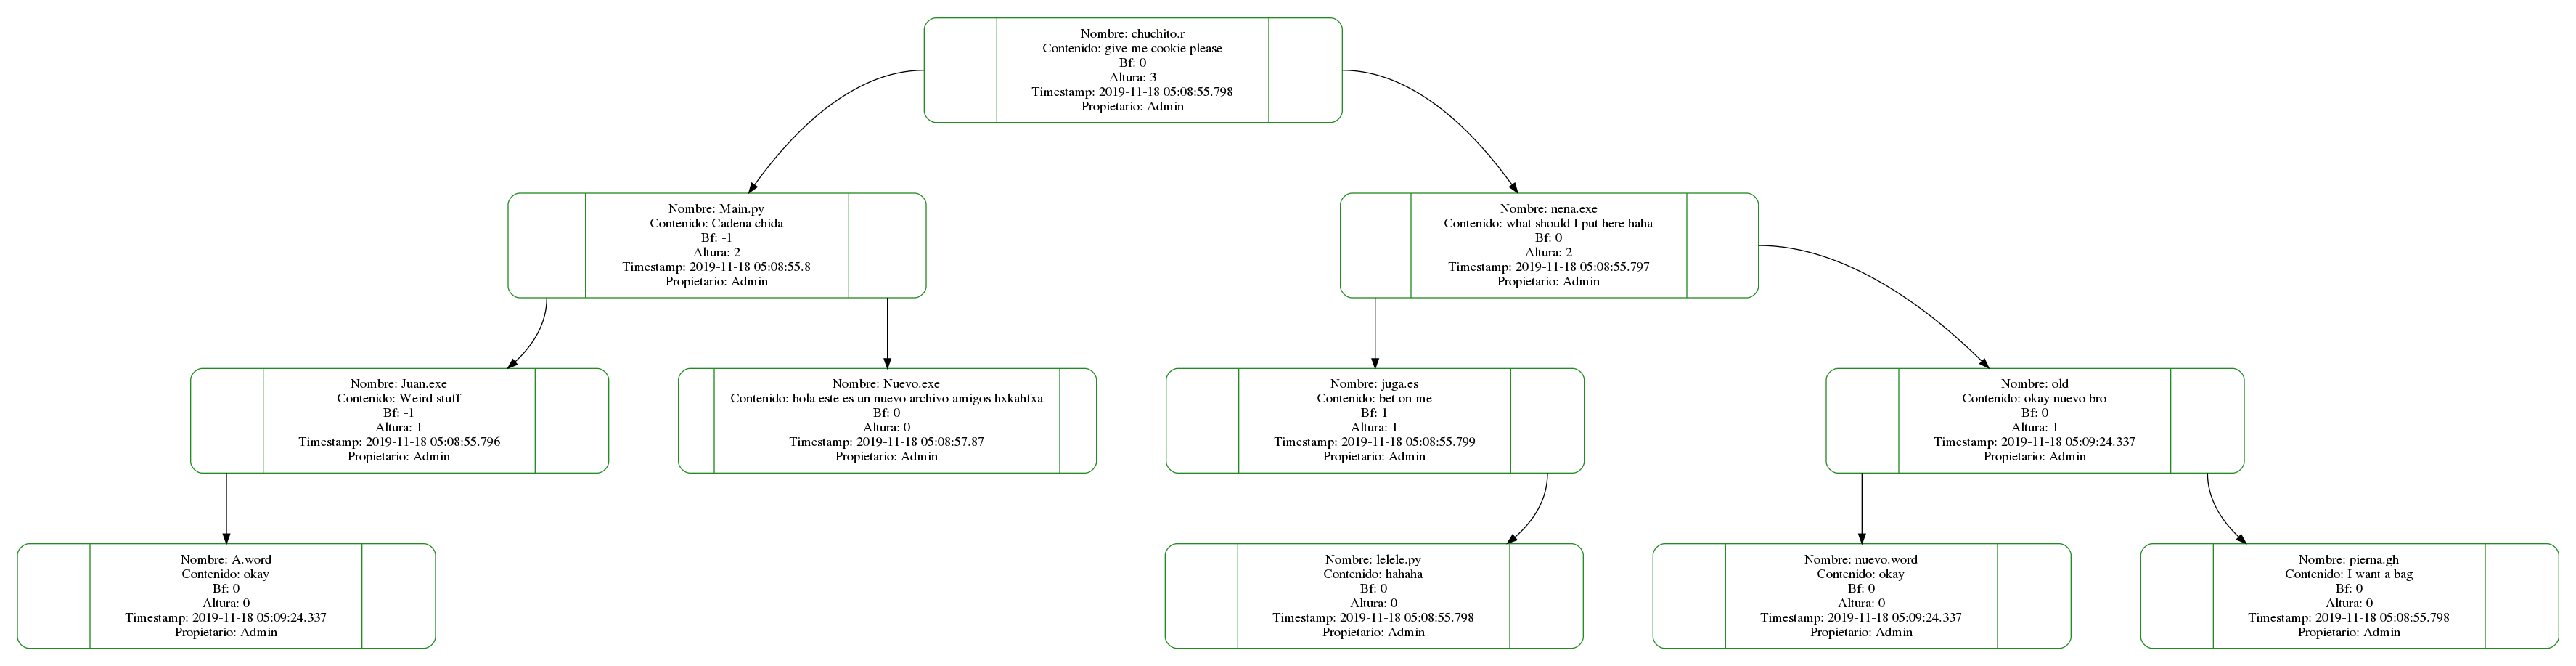 Nombre: chuchito.r
Contenido: give me cookie please
Bf: 0
Altura: 3
Timestamp: 2019-11-18 05:08:55.798
Propietario: Admin
Nombre: Main.py
Contenido: Cadena chida
Bf: -1
Altura: 2
Timestamp: 2019-11-18 05:08:55.8
Propietario: Admin
Nombre: nena.exe
Contenido: what should I put here haha
Bf: 0
Altura: 2
Timestamp: 2019-11-18 05:08:55.797
Propietario: Admin
Nombre: Juan.exe
Contenido: Weird stuff
Bf: -1
Altura: 1
Timestamp: 2019-11-18 05:08:55.796
Propietario: Admin
Nombre: Nuevo.exe
Contenido: hola este es un nuevo archivo amigos hxkahfxa
Bf: 0
Altura: 0
Timestamp: 2019-11-18 05:08:57.87
Propietario: Admin
Nombre: juga.es
Contenido: bet on me
Bf: 1
Altura: 1
Timestamp: 2019-11-18 05:08:55.799
Propietario: Admin
Nombre: old
Contenido: okay nuevo bro
Bf: 0
Altura: 1
Timestamp: 2019-11-18 05:09:24.337
Propietario: Admin
Nombre: A.word
Contenido: okay
Bf: 0
Altura: 0
Timestamp: 2019-11-18 05:09:24.337
Propietario: Admin
Nombre: lelele.py
Contenido: hahaha
Bf: 0
Altura: 0
Timestamp: 2019-11-18 05:08:55.798
Propietario: Admin
Nombre: nuevo.word
Contenido: okay
Bf: 0
Altura: 0
Timestamp: 2019-11-18 05:09:24.337
Propietario: Admin
Nombre: pierna.gh
Contenido: I want a bag
Bf: 0
Altura: 0
Timestamp: 2019-11-18 05:08:55.798
Propietario: Admin